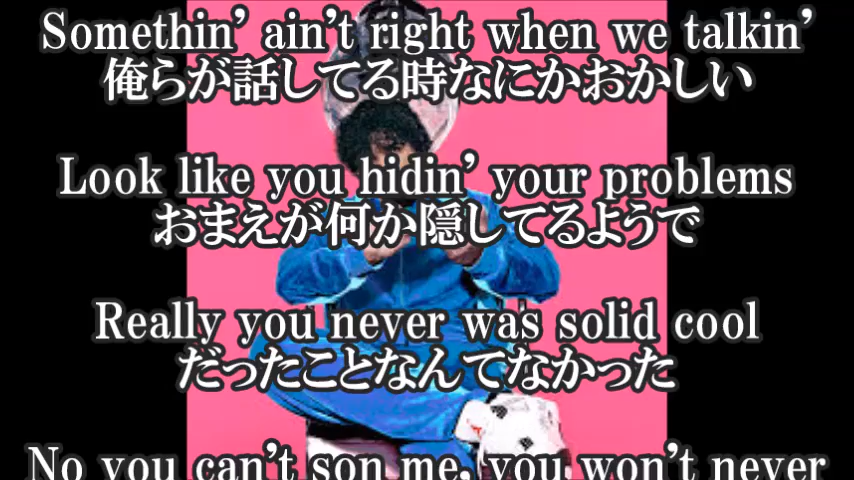 Somethin’ ain’t right when we talkin’
俺らが話してる時なにかおかしい
Look like you hidin’ your problems
おまえが何か隠してるようで
Really you never was solid cool
だったことなんてなかった
No you can’t son me, you won’t never